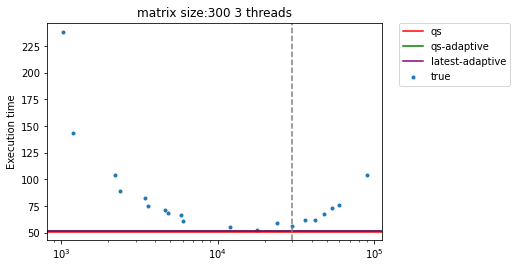 matrix size:300 3 threads
Execution time
225
200
175
150
125
100
75
50
10³
10⁴
10⁵
qs
qs-adaptive
latest-adaptive
true